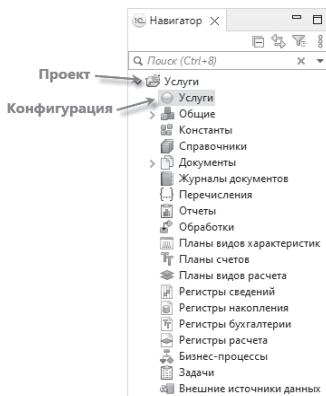 1С Навигатор
Поиск (Ctrl+8)
Проект
Услуги
Конфигурация
Услуги
Общие
Константы
Справочники
Документы
Журналы документов
Перечисления
Отчеты
Обработки
Планы видов характеристик
Планы счетов
Планы видов расчета
Регистры сведений
Регистры накопления
Регистры бухгалтерии
Регистры расчета
Бизнес-процессы
Задачи
Внешние источники данных